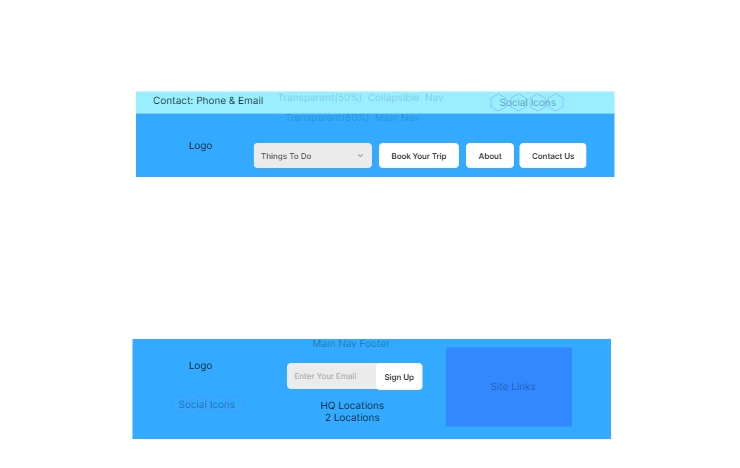 Contact: Phone & Email
Transparent(50%) Collapsible Nav
Social Icons
Transparent(80%) Main Nav
Logo
Things To Do
Book Your Trip
About
Contact Us
Main Nav Footer
Logo
Enter Your Email
Sign Up
Site Links
Social Icons
HQ Locations
2 Locations